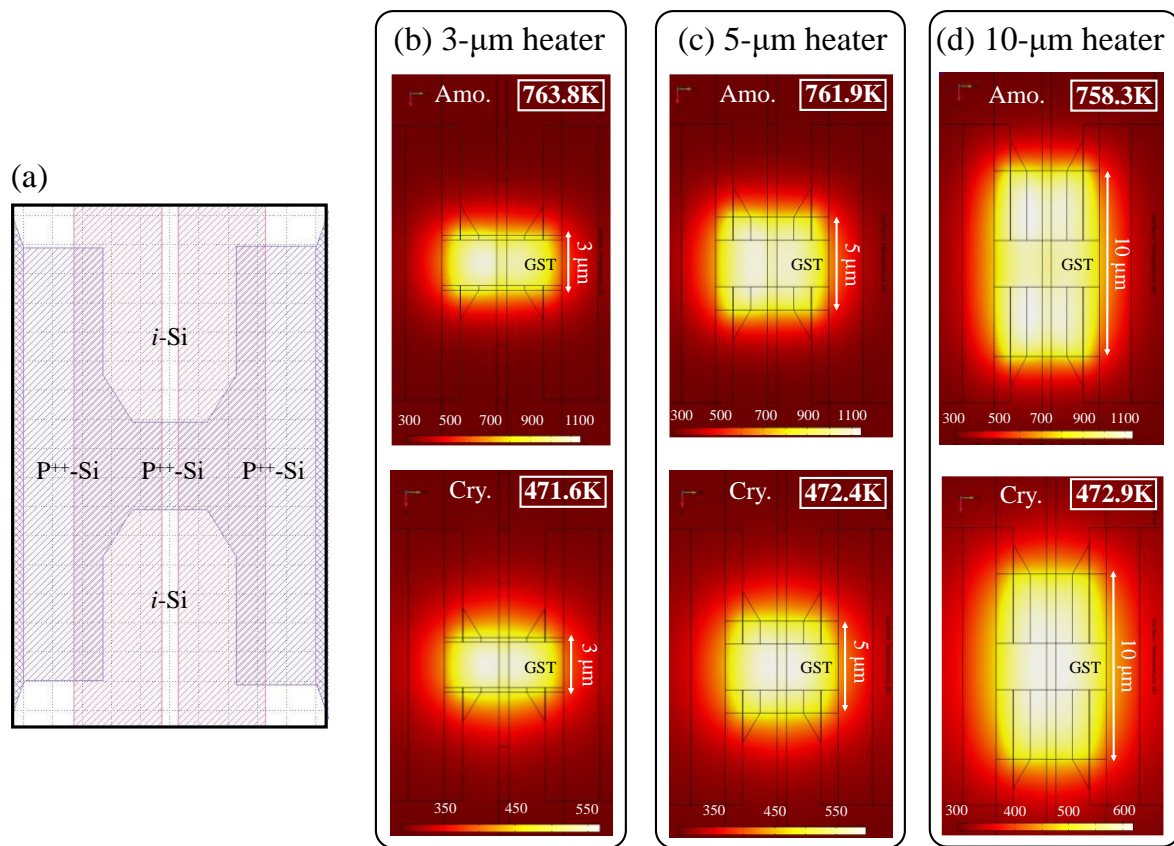 (a)
i-Si
P++-Si P++-Si P++-Si
i-Si
(b) 3-μm heater
Amo. 763.8K
3 μm
GST
300 500 700 900 1100
Cry. 471.6K
3 μm
GST
350 450 550
(c) 5-μm heater
Amo. 761.9K
5 μm
GST
300 500 700 900 1100
Cry. 472.4K
5 μm
GST
350 450 550
(d) 10-μm heater
Amo. 758.3K
10 μm
GST
300 500 700 900 1100
Cry. 472.9K
10 μm
GST
300 400 500 600